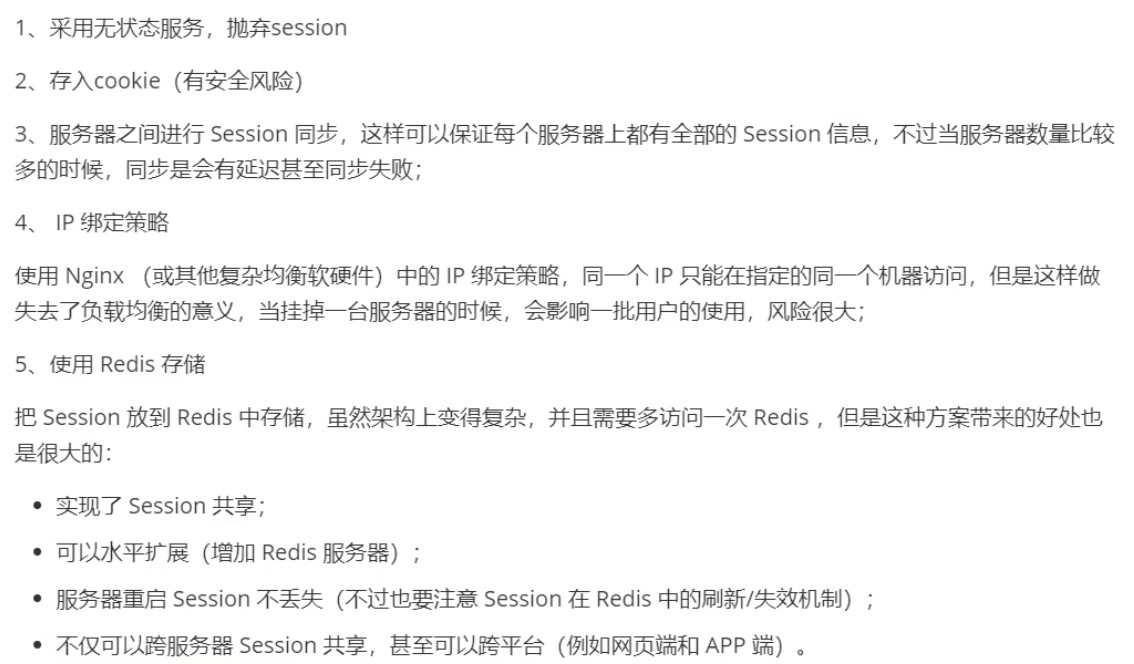 1、采用无状态服务，抛弃session
2、存入cookie（有安全风险）
3、服务器之间进行 Session 同步，这样可以保证每个服务器上都有全部的 Session 信息，不过当服务器数量比较
多的时候，同步是会有延迟甚至同步失败；
4、 IP 绑定策略
使用 Nginx （或其他复杂均衡软硬件）中的 IP 绑定策略，同一个 IP 只能在指定的同一个机器访问，但是这样做
失去了负载均衡的意义，当挂掉一台服务器的时候，会影响一批用户的使用，风险很大；
5、使用 Redis 存储
把 Session 放到 Redis 中存储，虽然架构上变得复杂，并且需要多访问一次 Redis ，但是这种方案带来的好处也
是很大的：
• 实现了 Session 共享；
• 可以水平扩展（增加 Redis 服务器）；
• 服务器重启 Session 不丢失（不过也要注意 Session 在 Redis 中的刷新/失效机制）；
• 不仅可以跨服务器 Session 共享，甚至可以跨平台（例如网页端和 APP 端）。